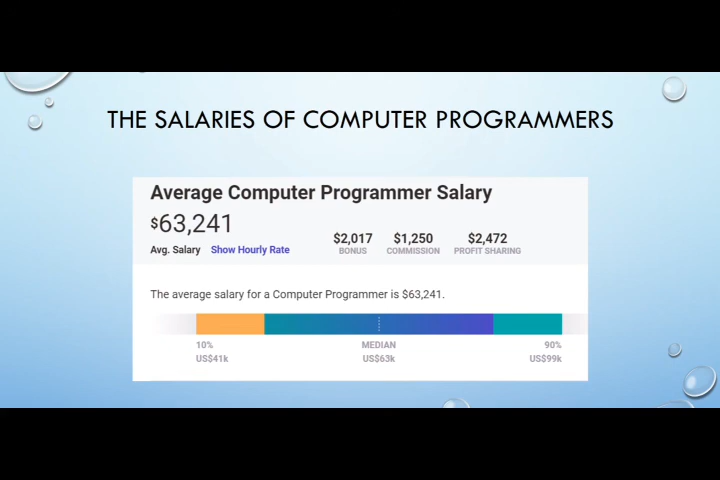 THE SALARIES OF COMPUTER PROGRAMMERS
Average Computer Programmer Salary
$63,241
Avg. Salary Show Hourly Rate
$2,017 $1,250 $2,472
BONUS COMMISSION PROFIT SHARING
The average salary for a Computer Programmer is $63,241.
10% MEDIAN 90%
US$41k US$63k US$99k